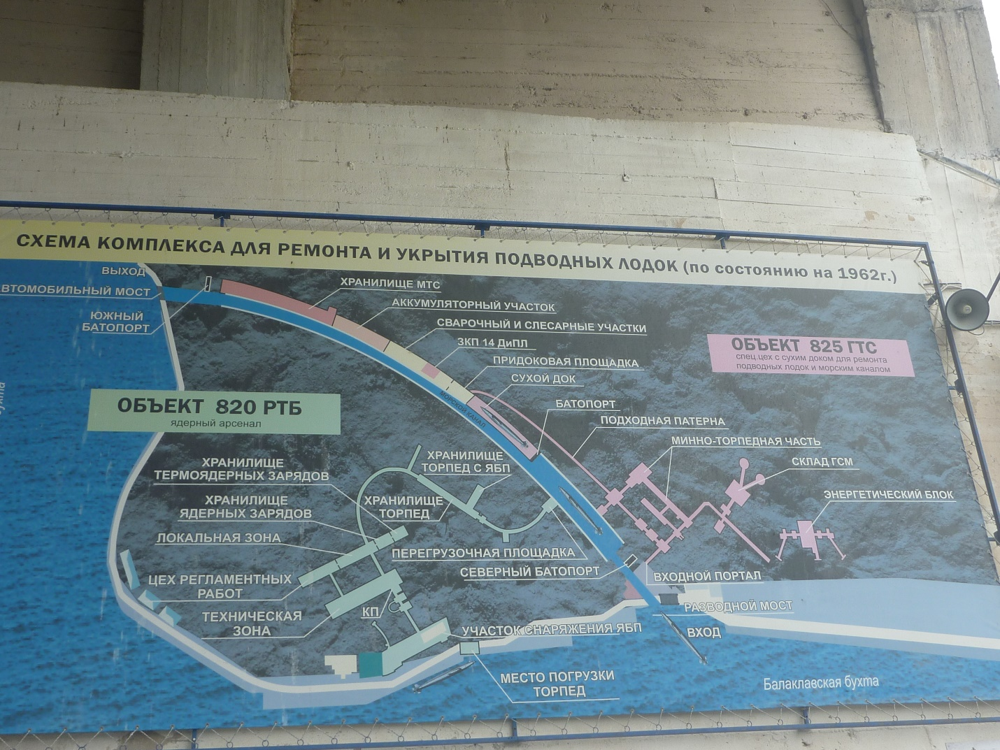 СХЕМА КОМПЛЕКСА ДЛЯ РЕМОНТА И УКРЫТИЯ ПОДВОДНЫХ ЛОДОК (по состоянию на 1962г.)
ВЫХОД
ВТОМОБИЛЬНЫЙ МОСТ
ЮЖНЫЙ
БАТОПОРТ
ХРАНИЛИЩЕ МТС
АККУМУЛЯТОРНЫЙ УЧАСТОК
СВАРОЧНЫЙ И СЛЕСАРНЫЕ УЧАСТКИ
ЗКП 14 ДиПЛ
ПРИДОКОВАЯ ПЛОЩАДКА
СУХОЙ ДОК
БАТОПОРТ
ПОДХОДНАЯ ПАТЕРНА
МИННО-ТОРПЕДНАЯ ЧАСТЬ
СКЛАД ГСМ
ЭНЕРГЕТИЧЕСКИЙ БЛОК
ОБЪЕКТ 825 ГТС
спец.цех с сухим доком для ремонта
подводных лодок и морским каналом
МОРСКОЙ КАНАЛ
ОБЪЕКТ 820 РТБ
ядерный арсенал
ХРАНИЛИЩЕ
ТОРПЕД С ЯБП
ХРАНИЛИЩЕ
ТЕРМОЯДЕРНЫХ ЗАРЯДОВ
ХРАНИЛИЩЕ
ТОРПЕД
ХРАНИЛИЩЕ
ЯДЕРНЫХ ЗАРЯДОВ
ЛОКАЛЬНАЯ ЗОНА
ПЕРЕГРУЗОЧНАЯ ПЛОЩАДКА
СЕВЕРНЫЙ БАТОПОРТ
ВХОДНОЙ ПОРТАЛ
ЦЕХ РЕГЛАМЕНТНЫХ
РАБОТ
РАЗВОДНОЙ МОСТ
КП
ТЕХНИЧЕСКАЯ
ЗОНА
УЧАСТОК СНАРЯЖЕНИЯ ЯБП
ВХОД
МЕСТО ПОГРУЗКИ
ТОРПЕД
Балаклавская бухта